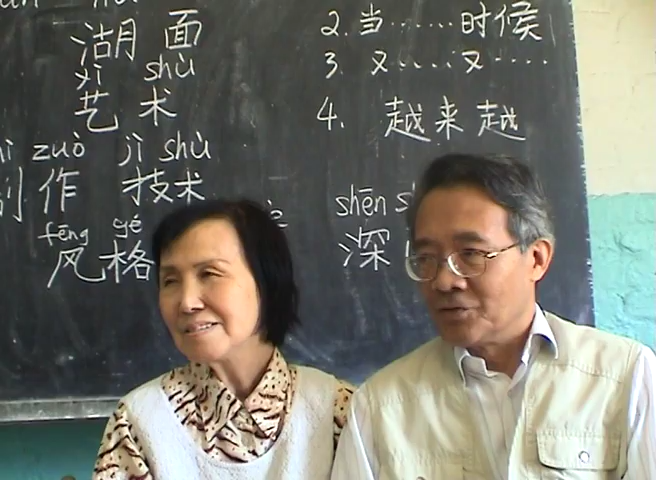 湖面
yì shù
艺术
zuò jì shù
作 技术
fēng gé
风格
2. 当……时候
3. 又……又……
4. 越来越
shēn
深